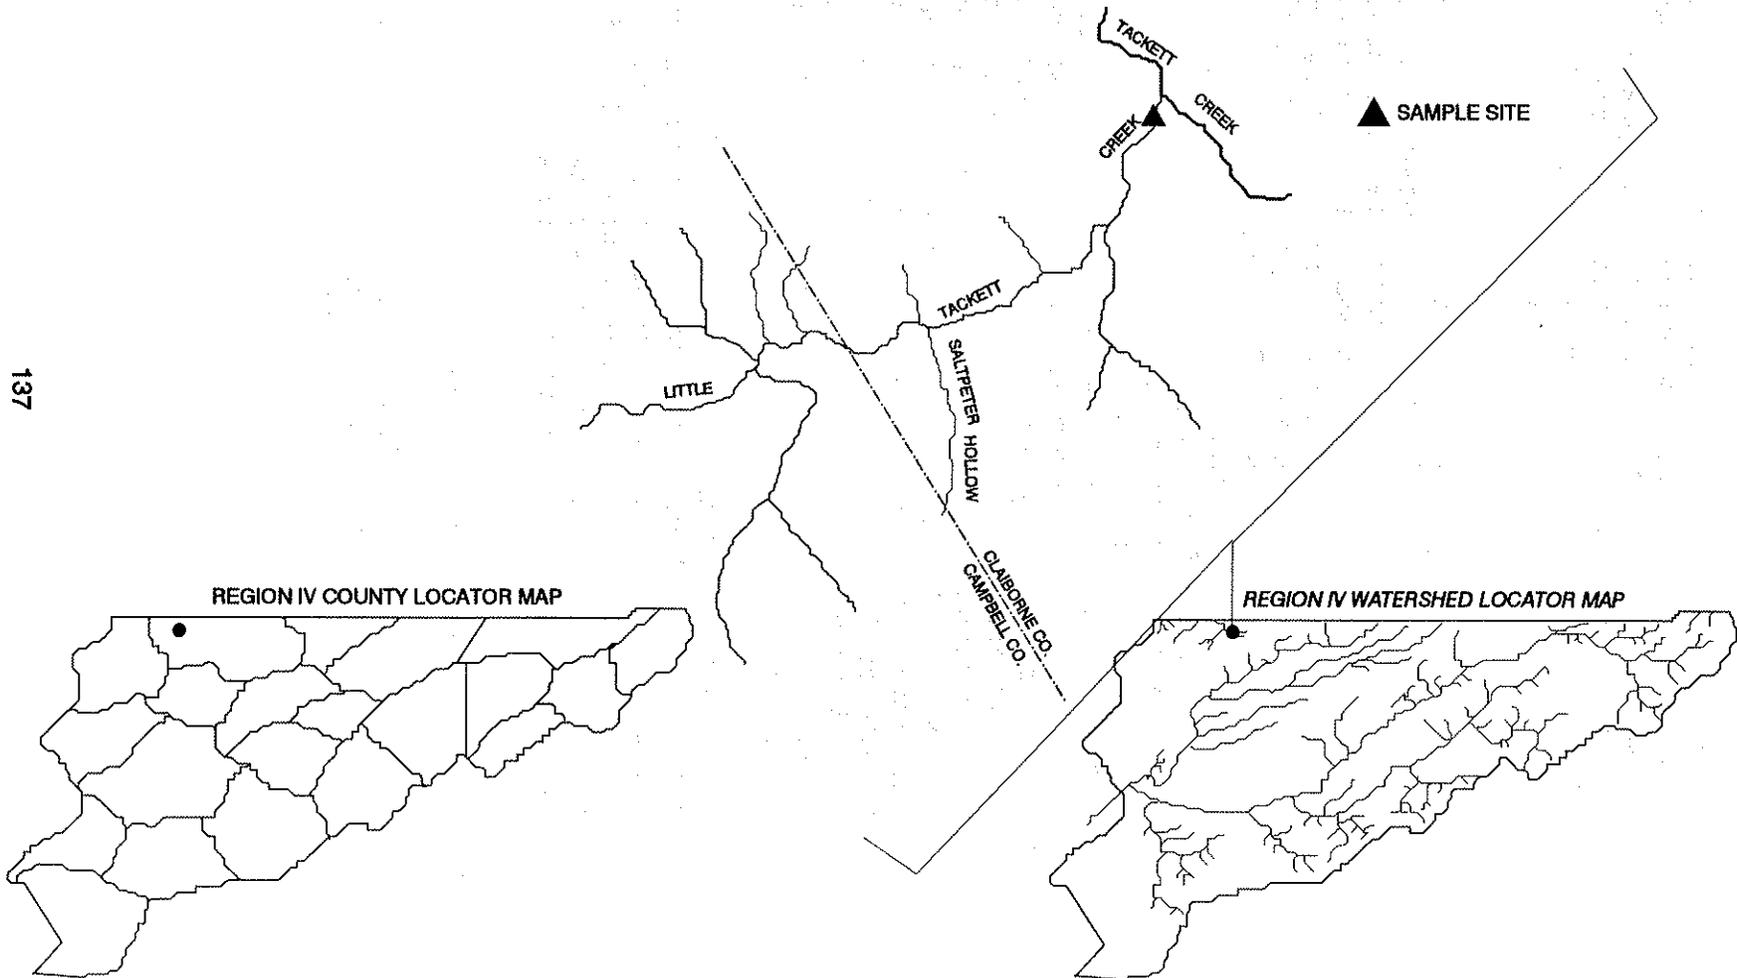 TACKETT
CREEK
CREEK
SAMPLE SITE
TACKETT
LITTLE
SALTPETER HOLLOW
137
CLAIBORNE CO.
CAMPBELL CO.
REGION IV COUNTY LOCATOR MAP
REGION IV WATERSHED LOCATOR MAP